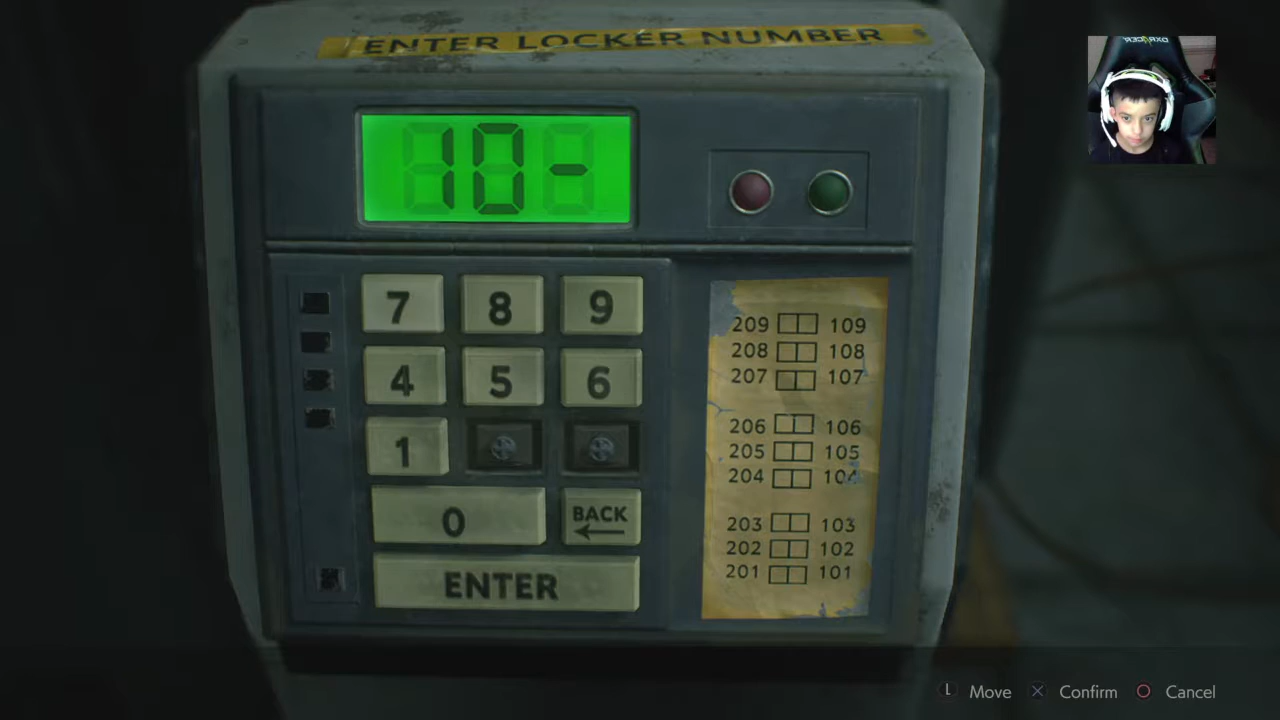 ENTER LOCKER NUMBER
10-
7 8 9
4 5 6
1
0 BACK
ENTER
209 109
208 108
207 107
206 106
205 105
204 104
203 103
202 102
201 101
DXRACER
L Move X Confirm O Cancel